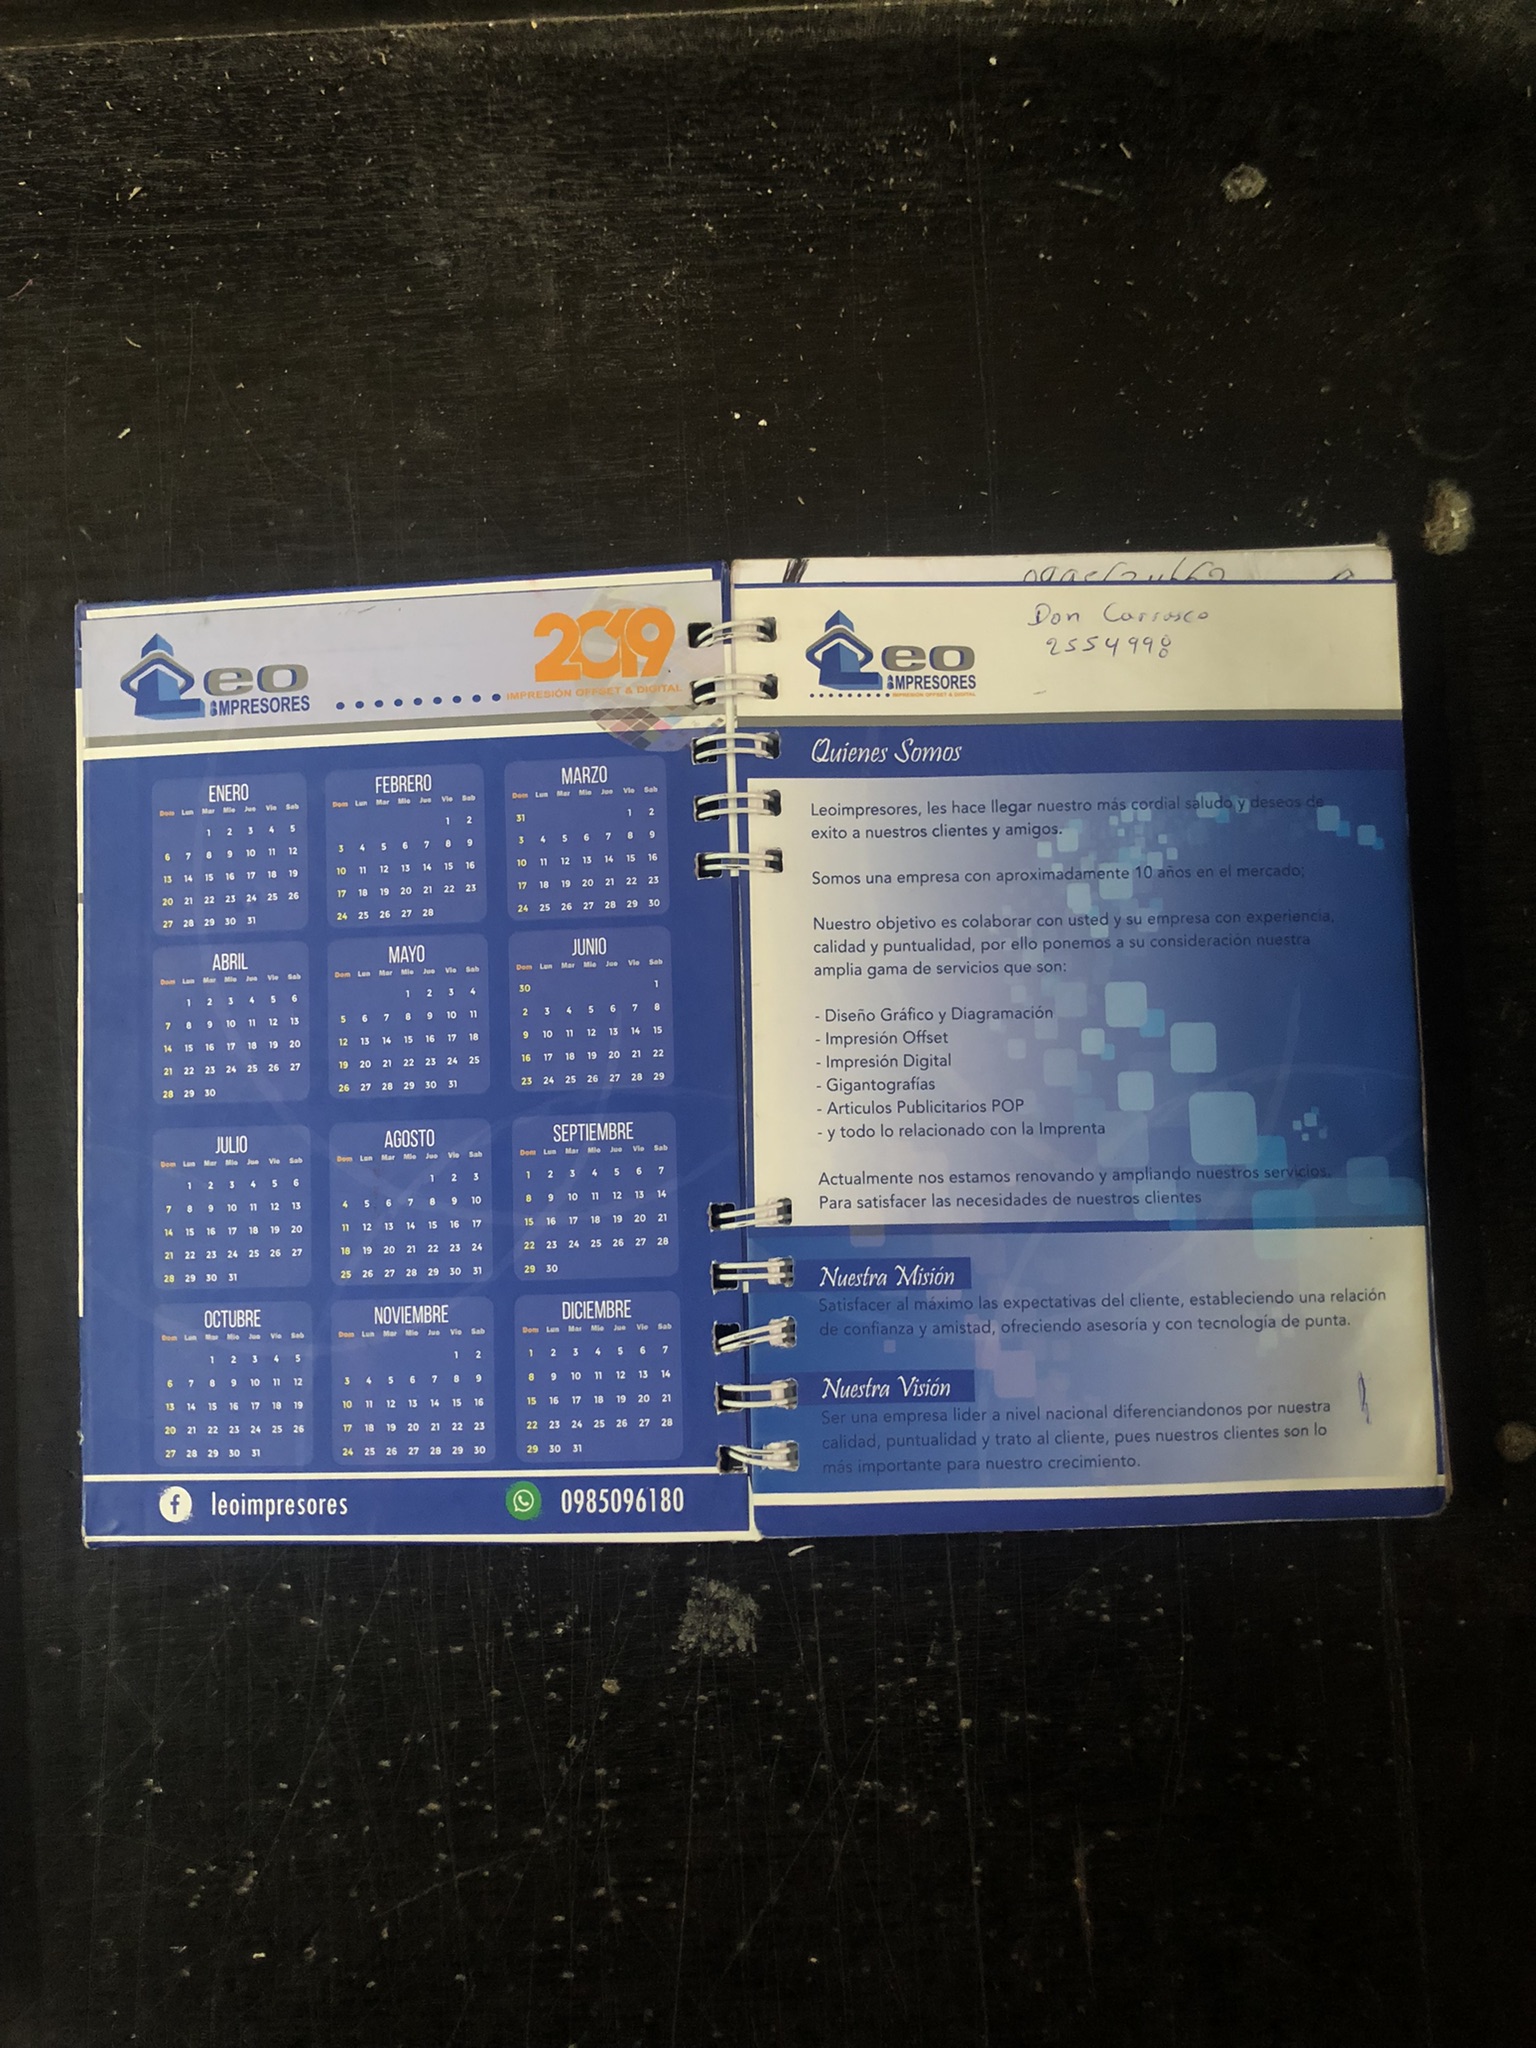 Leo
IMPRESORES
2019
IMPRESIÓN OFFSET & DIGITAL
ENERO
Dom Lun Mar Mie Jue Vie Sab
1 2 3 4 5
6 7 8 9 10 11 12
13 14 15 16 17 18 19
20 21 22 23 24 25 26
27 28 29 30 31
FEBRERO
Dom Lun Mar Mie Jue Vie Sab
1 2
3 4 5 6 7 8 9
10 11 12 13 14 15 16
17 18 19 20 21 22 23
24 25 26 27 28
MARZO
Dom Lun Mar Mie Jue Vie Sab
31 1 2
3 4 5 6 7 8 9
10 11 12 13 14 15 16
17 18 19 20 21 22 23
24 25 26 27 28 29 30
ABRIL
Dom Lun Mar Mie Jue Vie Sab
1 2 3 4 5 6
7 8 9 10 11 12 13
14 15 16 17 18 19 20
21 22 23 24 25 26 27
28 29 30
MAYO
Dom Lun Mar Mie Jue Vie Sab
1 2 3 4
5 6 7 8 9 10 11
12 13 14 15 16 17 18
19 20 21 22 23 24 25
26 27 28 29 30 31
JUNIO
Dom Lun Mar Mie Jue Vie Sab
30 1
2 3 4 5 6 7 8
9 10 11 12 13 14 15
16 17 18 19 20 21 22
23 24 25 26 27 28 29
JULIO
Dom Lun Mar Mie Jue Vie Sab
1 2 3 4 5 6
7 8 9 10 11 12 13
14 15 16 17 18 19 20
21 22 23 24 25 26 27
28 29 30 31
AGOSTO
Dom Lun Mar Mie Jue Vie Sab
1 2 3
4 5 6 7 8 9 10
11 12 13 14 15 16 17
18 19 20 21 22 23 24
25 26 27 28 29 30 31
SEPTIEMBRE
Dom Lun Mar Mie Jue Vie Sab
1 2 3 4 5 6 7
8 9 10 11 12 13 14
15 16 17 18 19 20 21
22 23 24 25 26 27 28
29 30
OCTUBRE
Dom Lun Mar Mie Jue Vie Sab
1 2 3 4 5
6 7 8 9 10 11 12
13 14 15 16 17 18 19
20 21 22 23 24 25 26
27 28 29 30 31
NOVIEMBRE
Dom Lun Mar Mie Jue Vie Sab
1 2
3 4 5 6 7 8 9
10 11 12 13 14 15 16
17 18 19 20 21 22 23
24 25 26 27 28 29 30
DICIEMBRE
Dom Lun Mar Mie Jue Vie Sab
1 2 3 4 5 6 7
8 9 10 11 12 13 14
15 16 17 18 19 20 21
22 23 24 25 26 27 28
29 30 31
leoimpresores
0985096180
Don Carrasco
2554998
Leo
IMPRESORES
IMPRESIÓN OFFSET & DIGITAL
Quienes Somos
Leoimpresores, les hace llegar nuestro más cordial saludo y deseos de
exito a nuestros clientes y amigos.
Somos una empresa con aproximadamente 10 años en el mercado;
Nuestro objetivo es colaborar con usted y su empresa con experiencia,
calidad y puntualidad, por ello ponemos a su consideración nuestra
amplia gama de servicios que son:
- Diseño Gráfico y Diagramación
- Impresión Offset
- Impresión Digital
- Gigantografías
- Articulos Publicitarios POP
- y todo lo relacionado con la Imprenta
Actualmente nos estamos renovando y ampliando nuestros servicios.
Para satisfacer las necesidades de nuestros clientes
Nuestra Misión
Satisfacer al máximo las expectativas del cliente, estableciendo una relación
de confianza y amistad, ofreciendo asesoria y con tecnología de punta.
Nuestra Visión
Ser una empresa lider a nivel nacional diferenciandonos por nuestra
calidad, puntualidad y trato al cliente, pues nuestros clientes son lo
más importante para nuestro crecimiento.